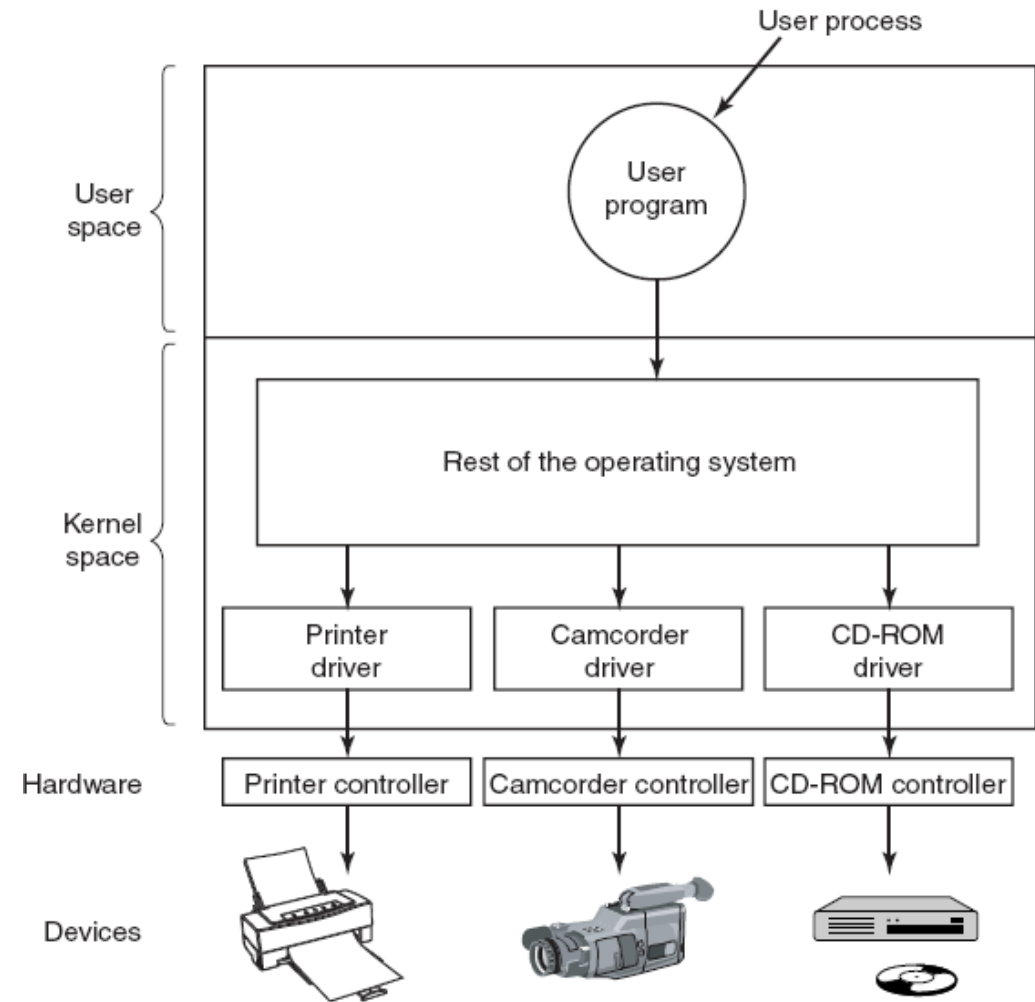 User process
User
program
User
space
Rest of the operating system
Kernel
space
Printer
driver
Camcorder
driver
CD-ROM
driver
Hardware
Printer controller
Camcorder controller
CD-ROM controller
Devices